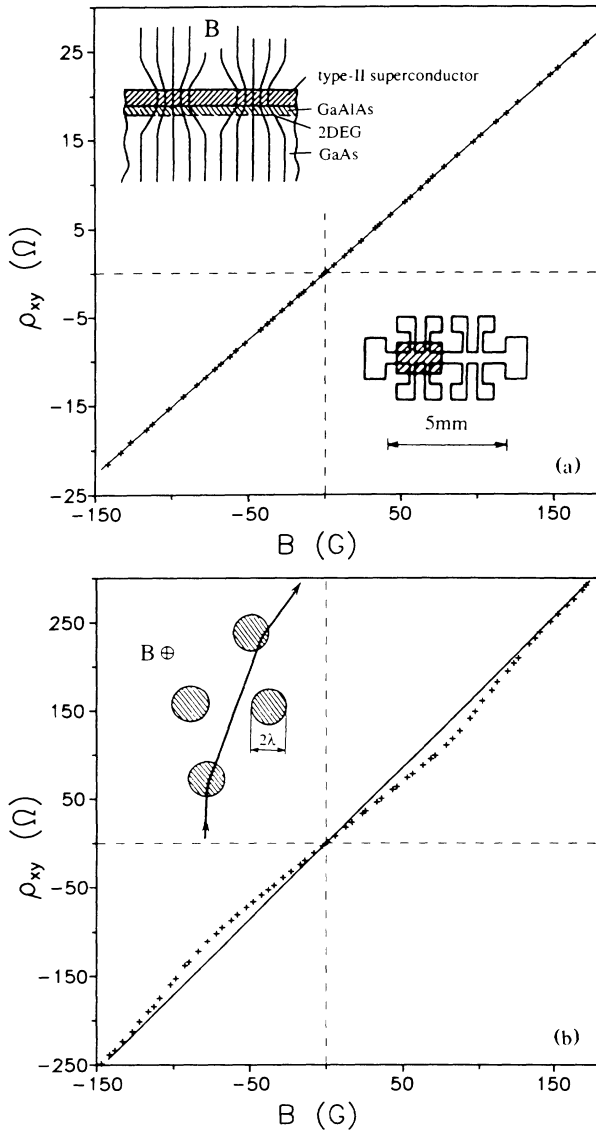 25
15
5
-5
-15
-25
ρxy (Ω)
B
type-II superconductor
GaAlAs
2DEG
GaAs
5mm
(a)
-150
-50
50
150
B (G)
250
150
50
-50
-150
-250
ρxy (Ω)
B ⊕
2λ
(b)
-150
-50
50
150
B (G)